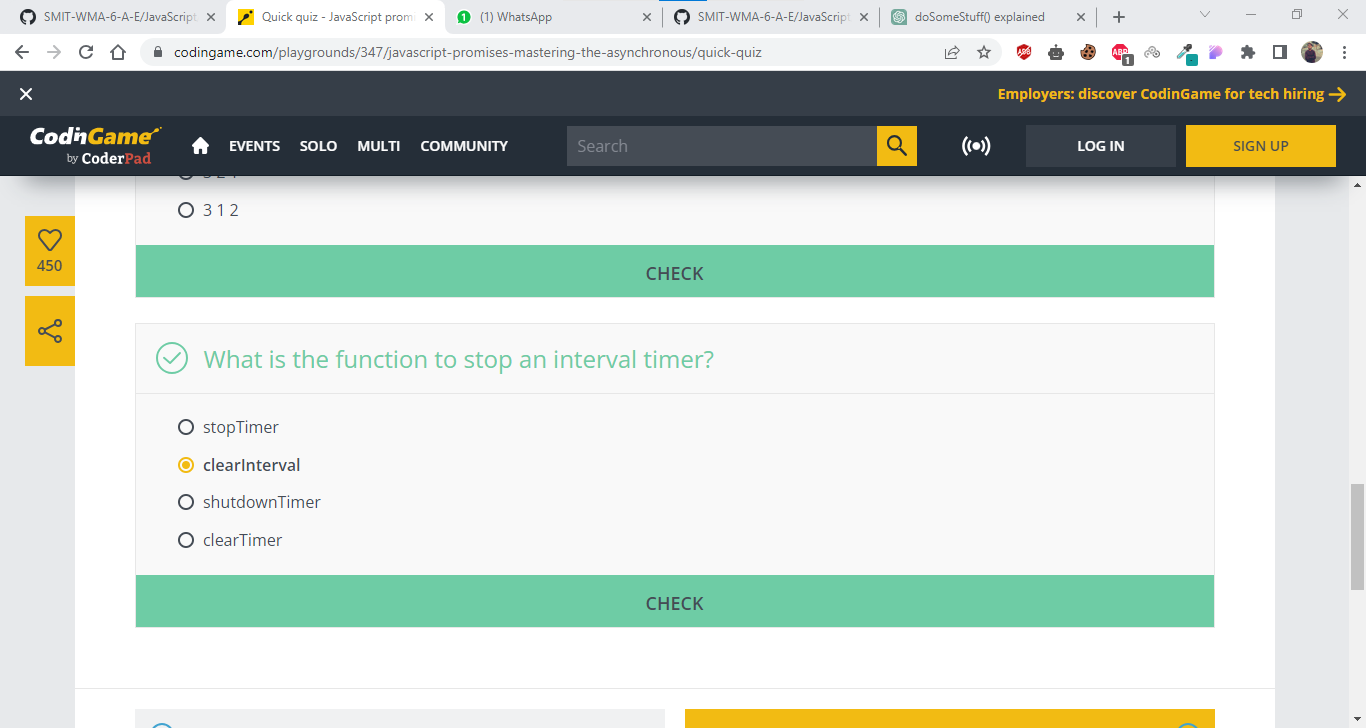 SMIT-WMA-6-A-E/JavaScript
Quick quiz - JavaScript prom
1
(1) WhatsApp
SMIT-WMA-6-A-E/JavaScript
doSomeStuff() explained
codingame.com/playgrounds/347/javascript-promises-mastering-the-asynchronous/quick-quiz
1
Employers: discover CodinGame for tech hiring
CodinGame
by CoderPad
EVENTS
SOLO
MULTI
COMMUNITY
Search
LOG IN
SIGN UP
3 1 2
450
CHECK
What is the function to stop an interval timer?
stopTimer
clearInterval
shutdownTimer
clearTimer
CHECK